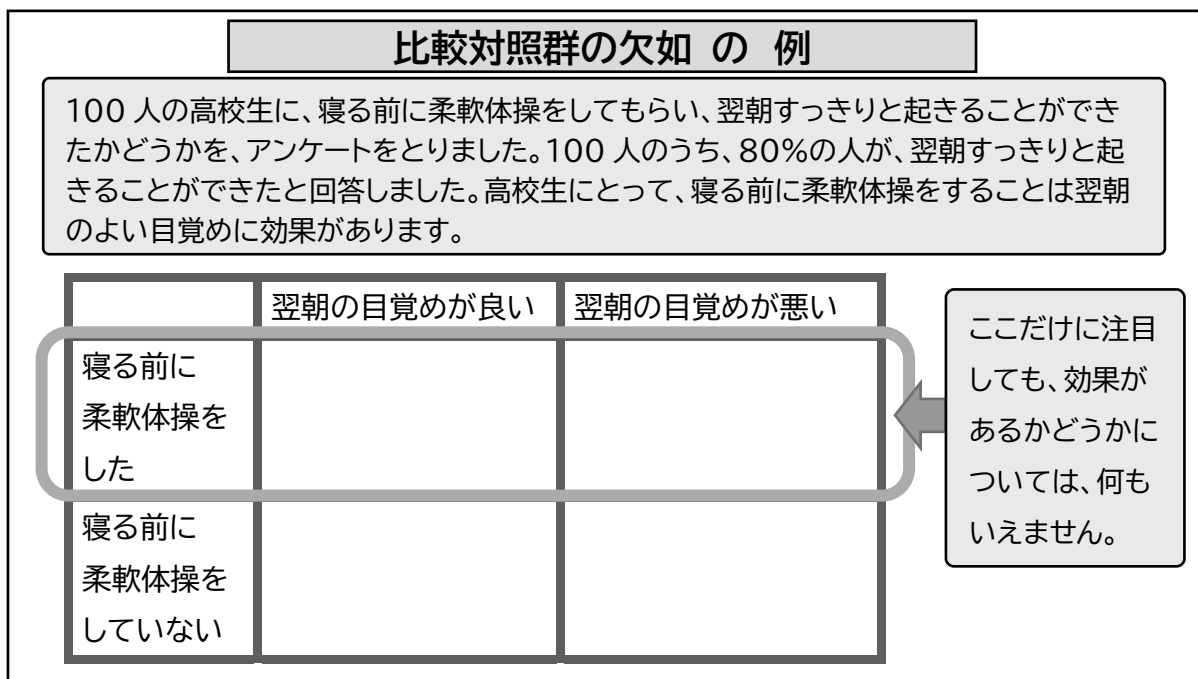 比較対照群の欠如 の 例
100 人の高校生に、寝る前に柔軟体操をしてもらい、翌朝すっきりと起きることができ
たかどうかを、アンケートをとりました。100 人のうち、80%の人が、翌朝すっきりと起
きることができたと回答しました。高校生にとって、寝る前に柔軟体操をすることは翌朝
のよい目覚めに効果があります。
翌朝の目覚めが良い
翌朝の目覚めが悪い
寝る前に
柔軟体操を
した
寝る前に
柔軟体操を
していない
ここだけに注目
しても、効果が
あるかどうかに
ついては、何も
いえません。